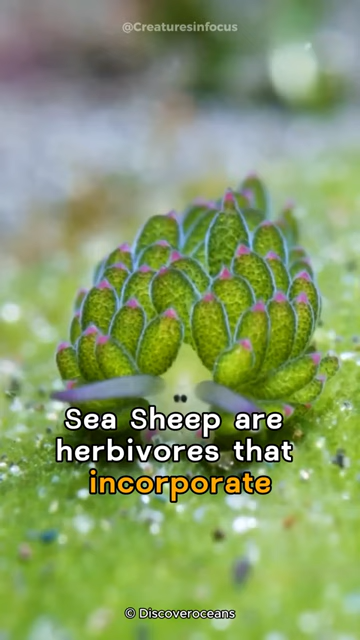 @Creaturesinfocus
Sea Sheep are
herbivores that
incorporate
© Discoveroceans